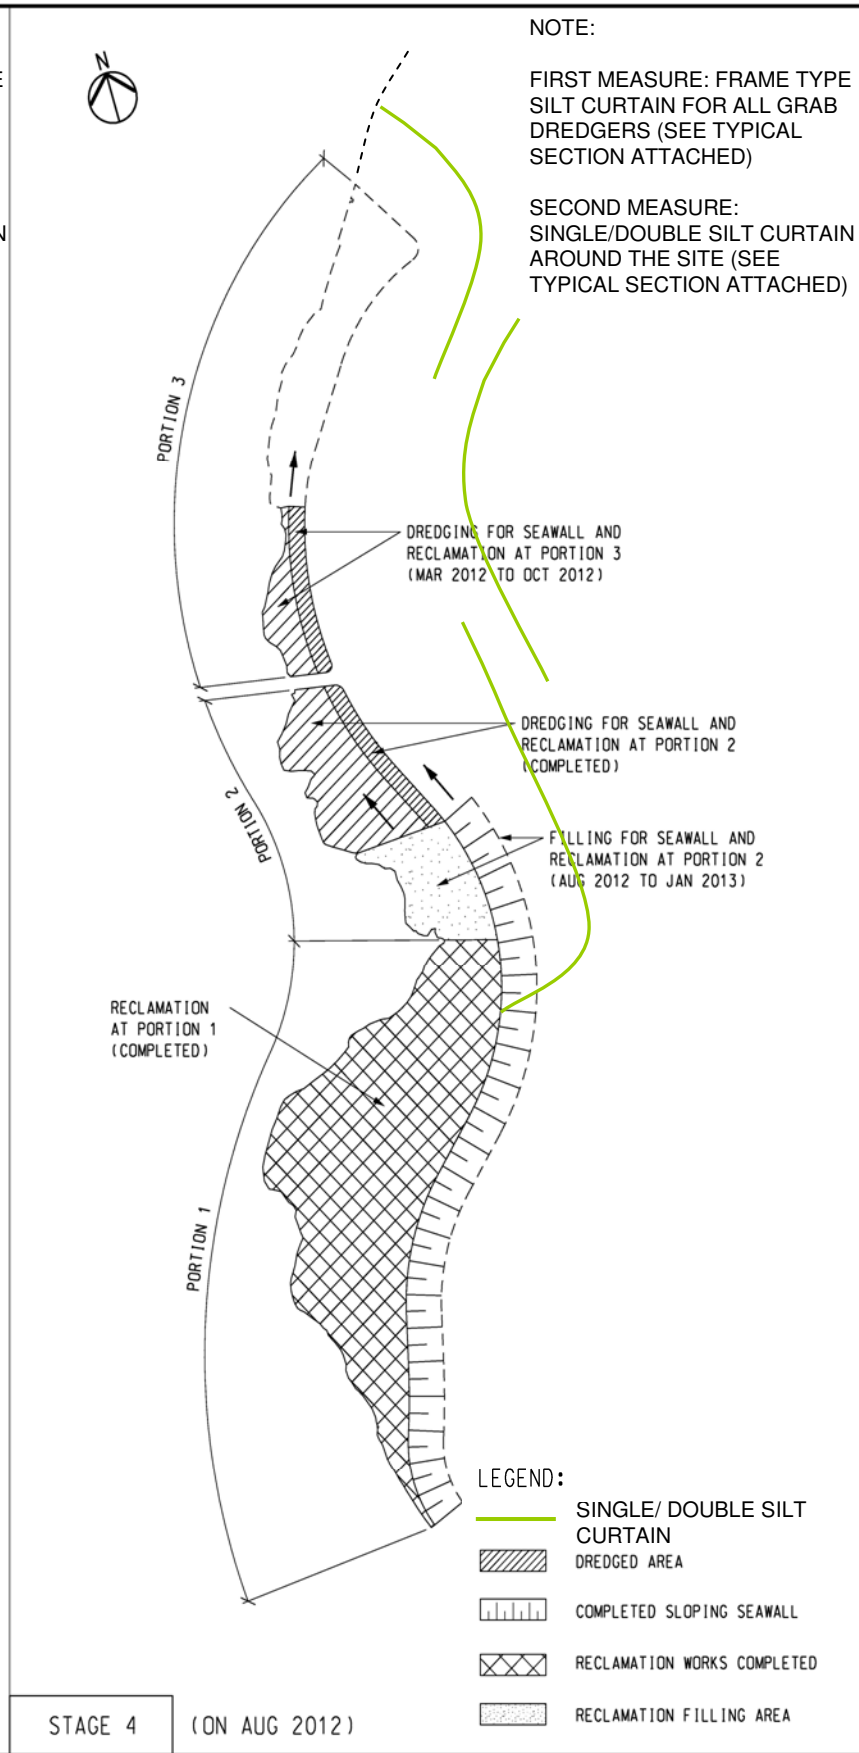 NOTE:
FIRST MEASURE: FRAME TYPE
SILT CURTAIN FOR ALL GRAB
DREDGERS (SEE TYPICAL
SECTION ATTACHED)
SECOND MEASURE:
SINGLE/DOUBLE SILT CURTAIN
AROUND THE SITE (SEE
TYPICAL SECTION ATTACHED)
E
N
N
PORTION 3
DREDGING FOR SEAWALL AND
RECLAMATION AT PORTION 3
(MAR 2012 TO OCT 2012)
DREDGING FOR SEAWALL AND
RECLAMATION AT PORTION 2
(COMPLETED)
PORTION 2
FILLING FOR SEAWALL AND
RECLAMATION AT PORTION 2
(AUG 2012 TO JAN 2013)
RECLAMATION
AT PORTION 1
(COMPLETED)
PORTION 1
LEGEND:
SINGLE/ DOUBLE SILT
CURTAIN
DREDGED AREA
COMPLETED SLOPING SEAWALL
RECLAMATION WORKS COMPLETED
RECLAMATION FILLING AREA
STAGE 4 (ON AUG 2012)